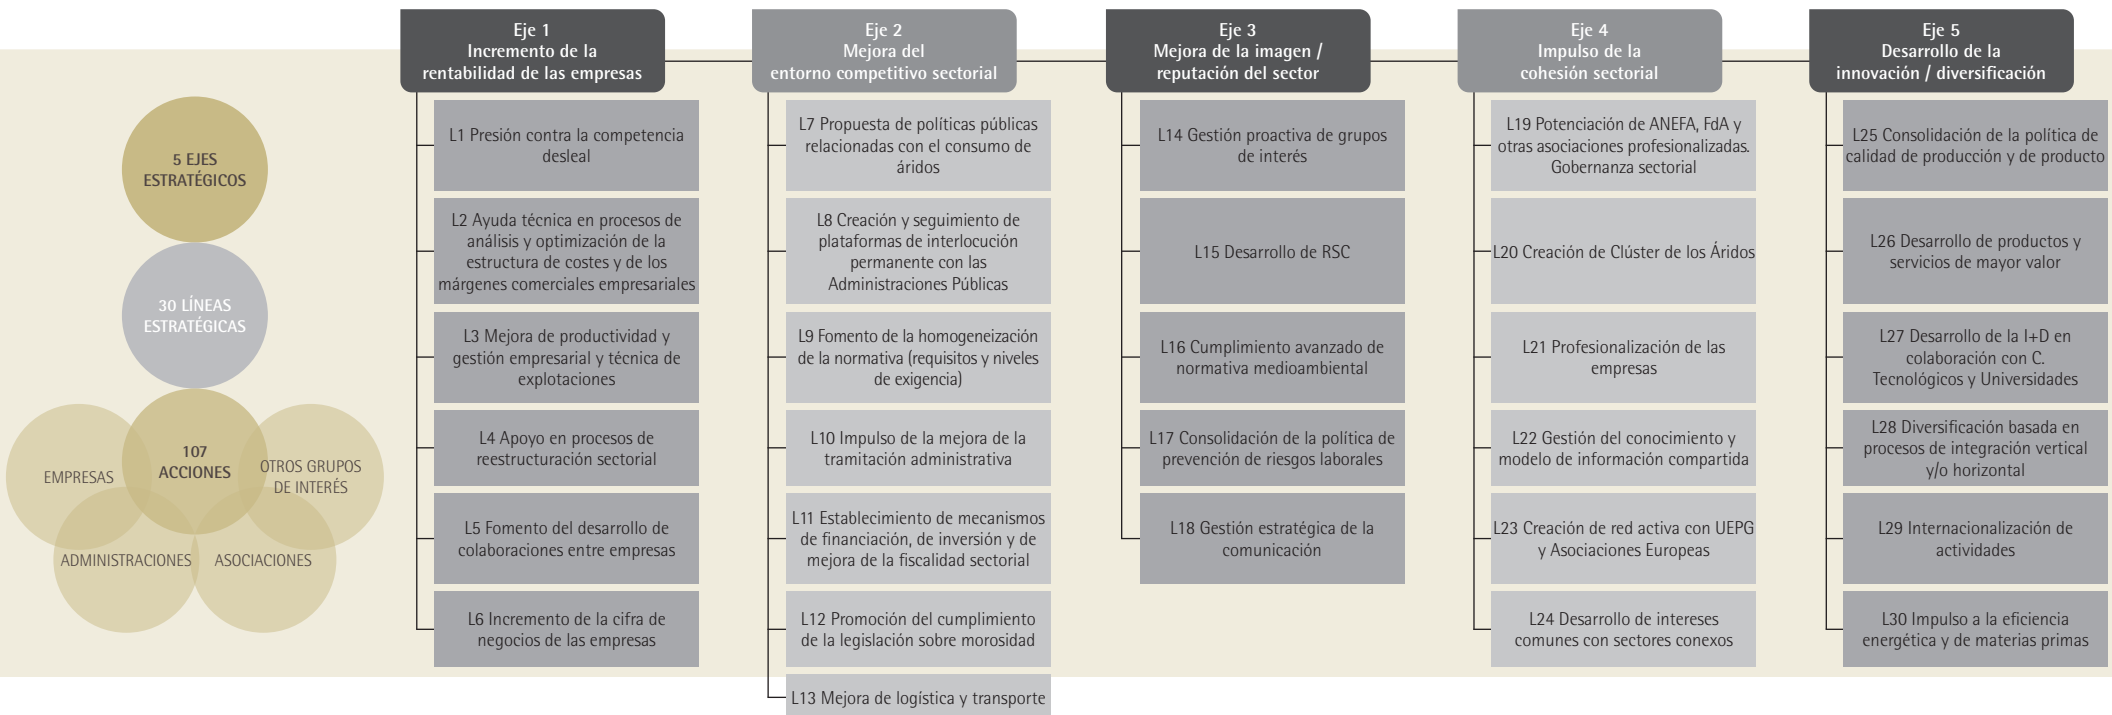 5 EJES
ESTRATÉGICOS
30 LÍNEAS
ESTRATÉGICAS
107
ACCIONES
EMPRESAS
OTROS GRUPOS
DE INTERÉS
ADMINISTRACIONES
ASOCIACIONES
Eje 1
Incremento de la
rentabilidad de las empresas
L1 Presión contra la competencia
desleal
L2 Ayuda técnica en procesos de
análisis y optimización de la
estructura de costes y de los
márgenes comerciales empresariales
L3 Mejora de productividad y
gestión empresarial y técnica de
explotaciones
L4 Apoyo en procesos de
reestructuración sectorial
L5 Fomento del desarrollo de
colaboraciones entre empresas
L6 Incremento de la cifra de
negocios de las empresas
Eje 2
Mejora del
entorno competitivo sectorial
L7 Propuesta de políticas públicas
relacionadas con el consumo de
áridos
L8 Creación y seguimiento de
plataformas de interlocución
permanente con las
Administraciones Públicas
L9 Fomento de la homogeneización
de la normativa (requisitos y niveles
de exigencia)
L10 Impulso de la mejora de la
tramitación administrativa
L11 Establecimiento de mecanismos
de financiación, de inversión y de
mejora de la fiscalidad sectorial
L12 Promoción del cumplimiento
de la legislación sobre morosidad
L13 Mejora de logística y transporte
Eje 3
Mejora de la imagen /
reputación del sector
L14 Gestión proactiva de grupos
de interés
L15 Desarrollo de RSC
L16 Cumplimiento avanzado de
normativa medioambiental
L17 Consolidación de la política de
prevención de riesgos laborales
L18 Gestión estratégica de la
comunicación
Eje 4
Impulso de la
cohesión sectorial
L19 Potenciación de ANEFA, FdA y
otras asociaciones profesionalizadas.
Gobernanza sectorial
L20 Creación de Clúster de los Áridos
L21 Profesionalización de las
empresas
L22 Gestión del conocimiento y
modelo de información compartida
L23 Creación de red activa con UEPG
y Asociaciones Europeas
L24 Desarrollo de intereses
comunes con sectores conexos
Eje 5
Desarrollo de la
innovación / diversificación
L25 Consolidación de la política de
calidad de producción y de producto
L26 Desarrollo de productos y
servicios de mayor valor
L27 Desarrollo de la I+D en
colaboración con C.
Tecnológicos y Universidades
L28 Diversificación basada en
procesos de integración vertical
y/o horizontal
L29 Internacionalización de
actividades
L30 Impulso a la eficiencia
energética y de materias primas